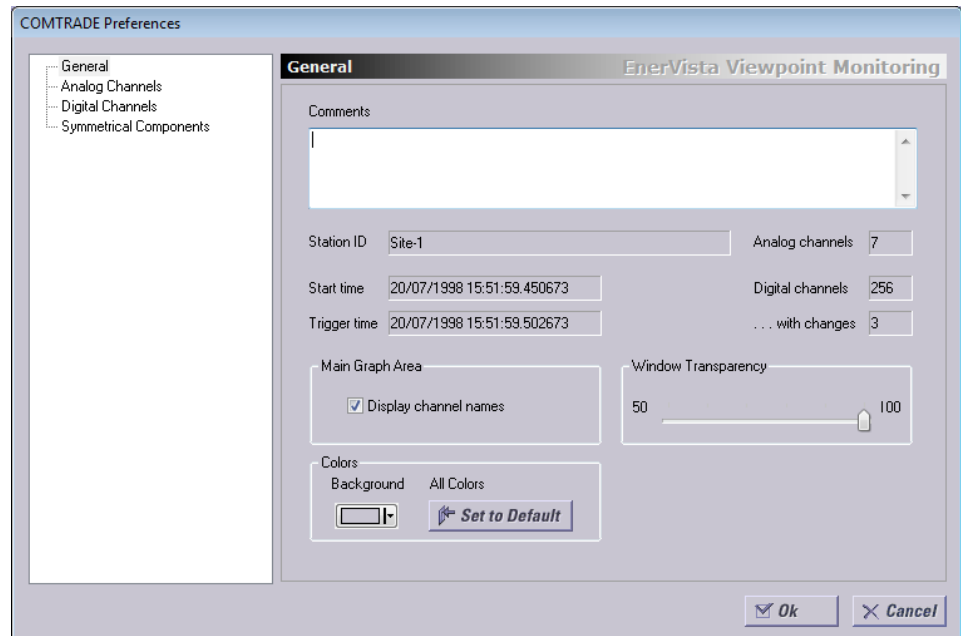 COMTRADE Preferences
General
Analog Channels
Digital Channels
Symmetrical Components
General EnerVista Viewpoint Monitoring
Comments
Station ID Site-1 Analog channels 7
Start time 20/07/1998 15:51:59.450673 Digital channels 256
Trigger time 20/07/1998 15:51:59.502673 . . . with changes 3
Main Graph Area Window Transparency
Display channel names 50 100
Colors
Background All Colors
Set to Default
Ok Cancel